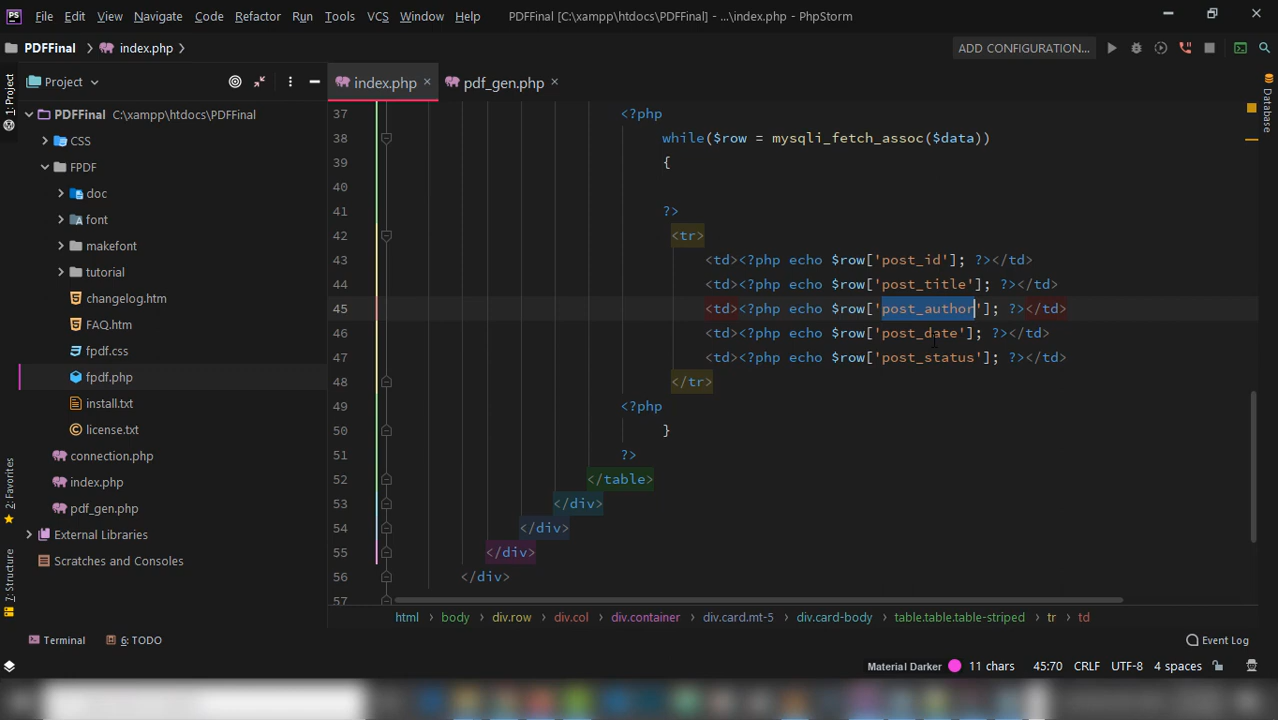 PS File Edit View Navigate Code Refactor Run Tools VCS Window Help PDFFinal [C:\xampp\htdocs\PDFFinal] - ...\index.php - PhpStorm
PDFFinal index.php ADD CONFIGURATION...
1: Project
Project
index.php
pdf_gen.php
Database
PDFFinal C:\xampp\htdocs\PDFFinal
CSS
FPDF
doc
font
makefont
tutorial
changelog.htm
FAQ.htm
fpdf.css
fpdf.php
install.txt
license.txt
connection.php
index.php
pdf_gen.php
External Libraries
Scratches and Consoles
2: Favorites
7: Structure
37 <?php
38 while($row = mysqli_fetch_assoc($data))
39 {
40
41 ?>
42 <tr>
43 <td><?php echo $row['post_id']; ?></td>
44 <td><?php echo $row['post_title']; ?></td>
45 <td><?php echo $row['post_author']; ?></td>
46 <td><?php echo $row['post_date']; ?></td>
47 <td><?php echo $row['post_status']; ?></td>
48 </tr>
49 <?php
50 }
51 ?>
52 </table>
53 </div>
54 </div>
55 </div>
56 </div>
57
html body div.row div.col div.container div.card.mt-5 div.card-body table.table.table-striped tr td
Terminal 6: TODO Event Log
Material Darker 11 chars 45:70 CRLF UTF-8 4 spaces